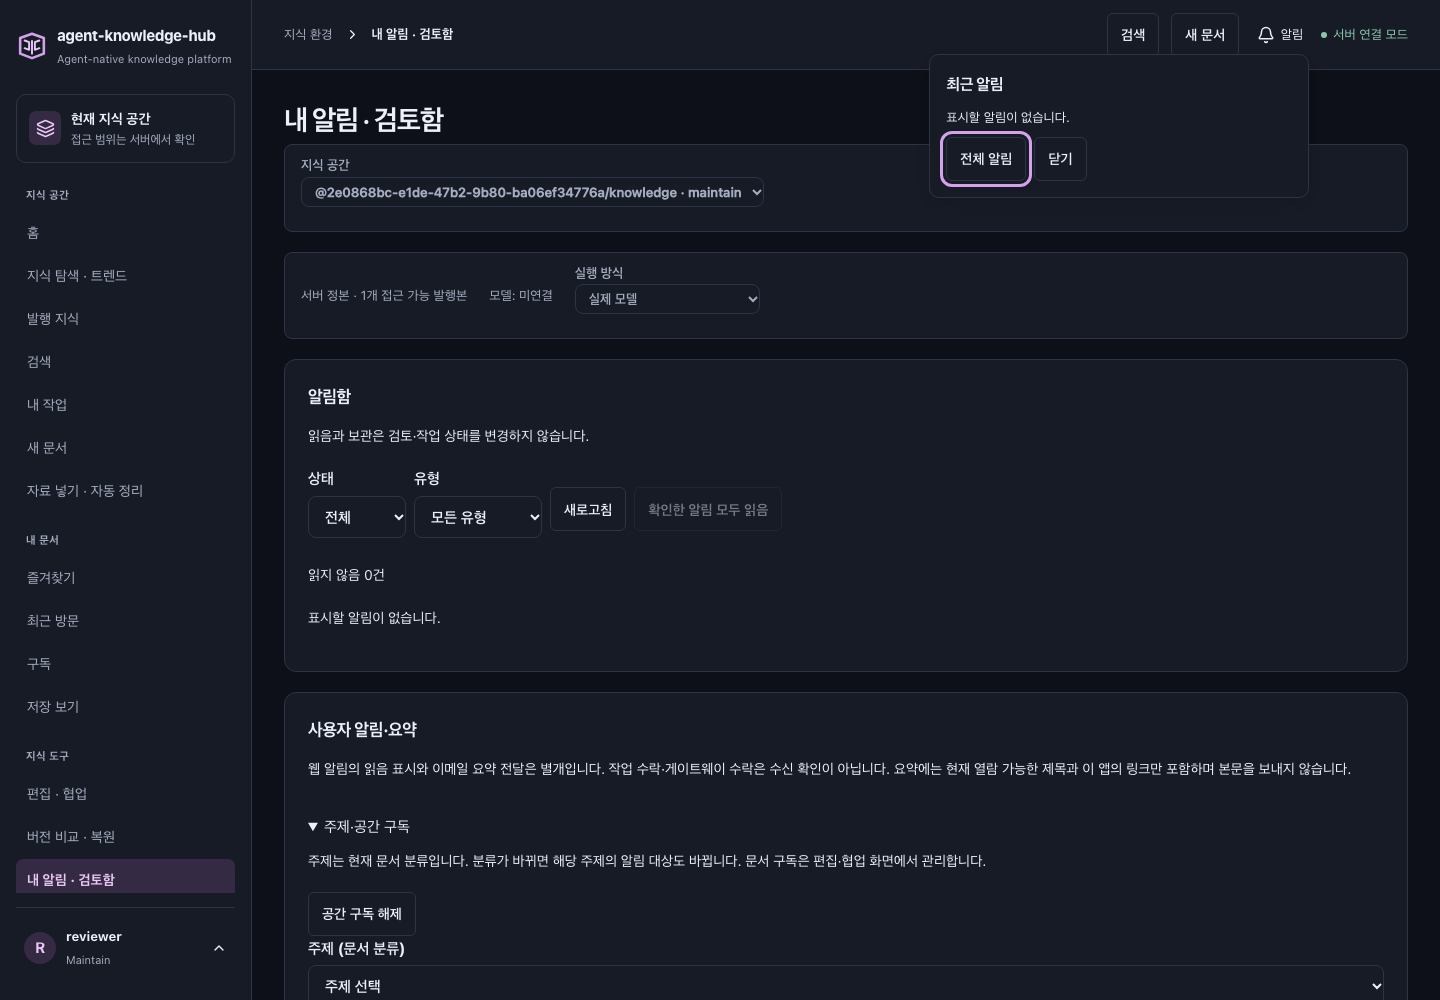 agent-knowledge-hub
Agent-native knowledge platform
현재 지식 공간
접근 범위는 서버에서 확인
지식 공간
홈
지식 탐색 · 트렌드
발행 지식
검색
내 작업
새 문서
자료 넣기 · 자동 정리
내 문서
즐겨찾기
최근 방문
구독
저장 보기
지식 도구
편집 · 협업
버전 비교 · 복원
내 알림 · 검토함
R
reviewer
Maintain
지식 환경
내 알림 · 검토함
검색
새 문서
알림
서버 연결 모드
최근 알림
표시할 알림이 없습니다.
전체 알림
닫기
내 알림 · 검토함
지식 공간
@2e0868bc-e1de-47b2-9b80-ba06ef34776a/knowledge · maintain
서버 정본 · 1개 접근 가능 발행본
모델: 미연결
실행 방식
실제 모델
알림함
읽음과 보관은 검토·작업 상태를 변경하지 않습니다.
상태
유형
전체
모든 유형
새로고침
확인한 알림 모두 읽음
읽지 않음 0건
표시할 알림이 없습니다.
사용자 알림·요약
웹 알림의 읽음 표시와 이메일 요약 전달은 별개입니다. 작업 수락·게이트웨이 수락은 수신 확인이 아닙니다. 요약에는 현재 열람 가능한 제목과 이 앱의 링크만 포함하며 본문을 보내지 않습니다.
▼ 주제·공간 구독
주제는 현재 문서 분류입니다. 분류가 바뀌면 해당 주제의 알림 대상도 바뀝니다. 문서 구독은 편집·협업 화면에서 관리합니다.
공간 구독 해제
주제 (문서 분류)
주제 선택